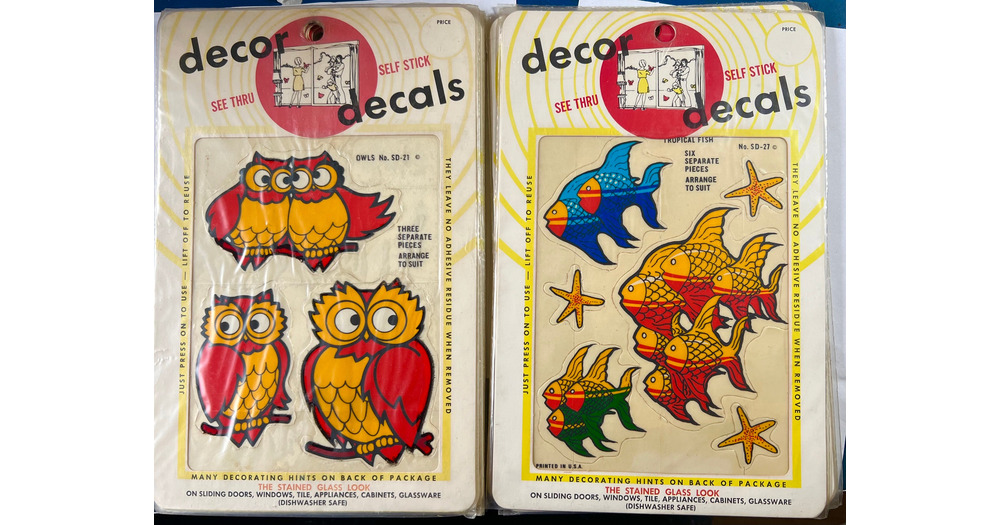 decor
PRICE
SELF STICK
SEE THRU
decals
OWLS No. SD-21 ©
THREE
SEPARATE
PIECES
ARRANGE
TO SUIT
JUST PRESS ON TO USE — LIFT OFF TO REUSE
THEY LEAVE NO ADHESIVE RESIDUE WHEN REMOVED
MANY DECORATING HINTS ON BACK OF PACKAGE
THE STAINED GLASS LOOK
ON SLIDING DOORS, WINDOWS, TILE, APPLIANCES, CABINETS, GLASSWARE
(DISHWASHER SAFE)
decor
PRICE
SELF STICK
SEE THRU
decals
TROPICAL FISH
No. SD-27 ©
SIX
SEPARATE
PIECES
ARRANGE
TO SUIT
JUST PRESS ON TO USE — LIFT OFF TO REUSE
THEY LEAVE NO ADHESIVE RESIDUE WHEN REMOVED
PRINTED IN U.S.A.
MANY DECORATING HINTS ON BACK OF PACKAGE
THE STAINED GLASS LOOK
ON SLIDING DOORS, WINDOWS, TILE, APPLIANCES, CABINETS, GLASSWARE
(DISHWASHER SAFE)